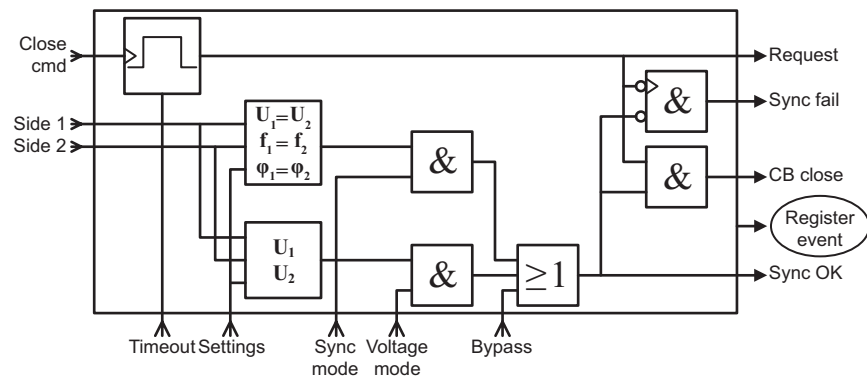 Close
cmd
Request
&
Sync fail
Side 1
Side 2
U₁=U₂
f₁ = f₂
φ₁=φ₂
&
&
CB close
Register
event
U₁
U₂
&
≥1
Sync OK
Timeout Settings Sync Voltage Bypass
mode mode